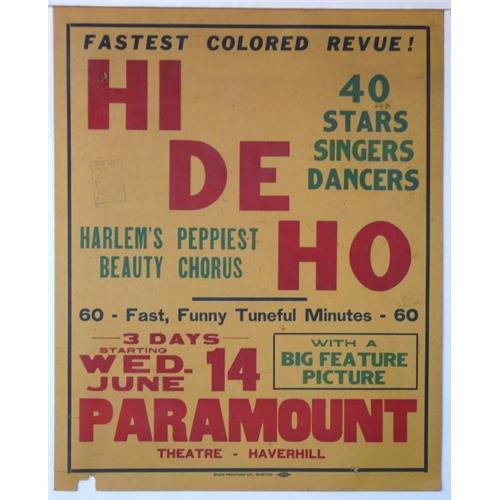 FASTEST COLORED REVUE!
HI
DE
HO
40
STARS
SINGERS
DANCERS
HARLEM'S PEPPIEST
BEAUTY CHORUS
60 - Fast, Funny Tuneful Minutes - 60
3 DAYS
STARTING
WED.
JUNE 14
WITH A
BIG FEATURE
PICTURE
PARAMOUNT
THEATRE - HAVERHILL